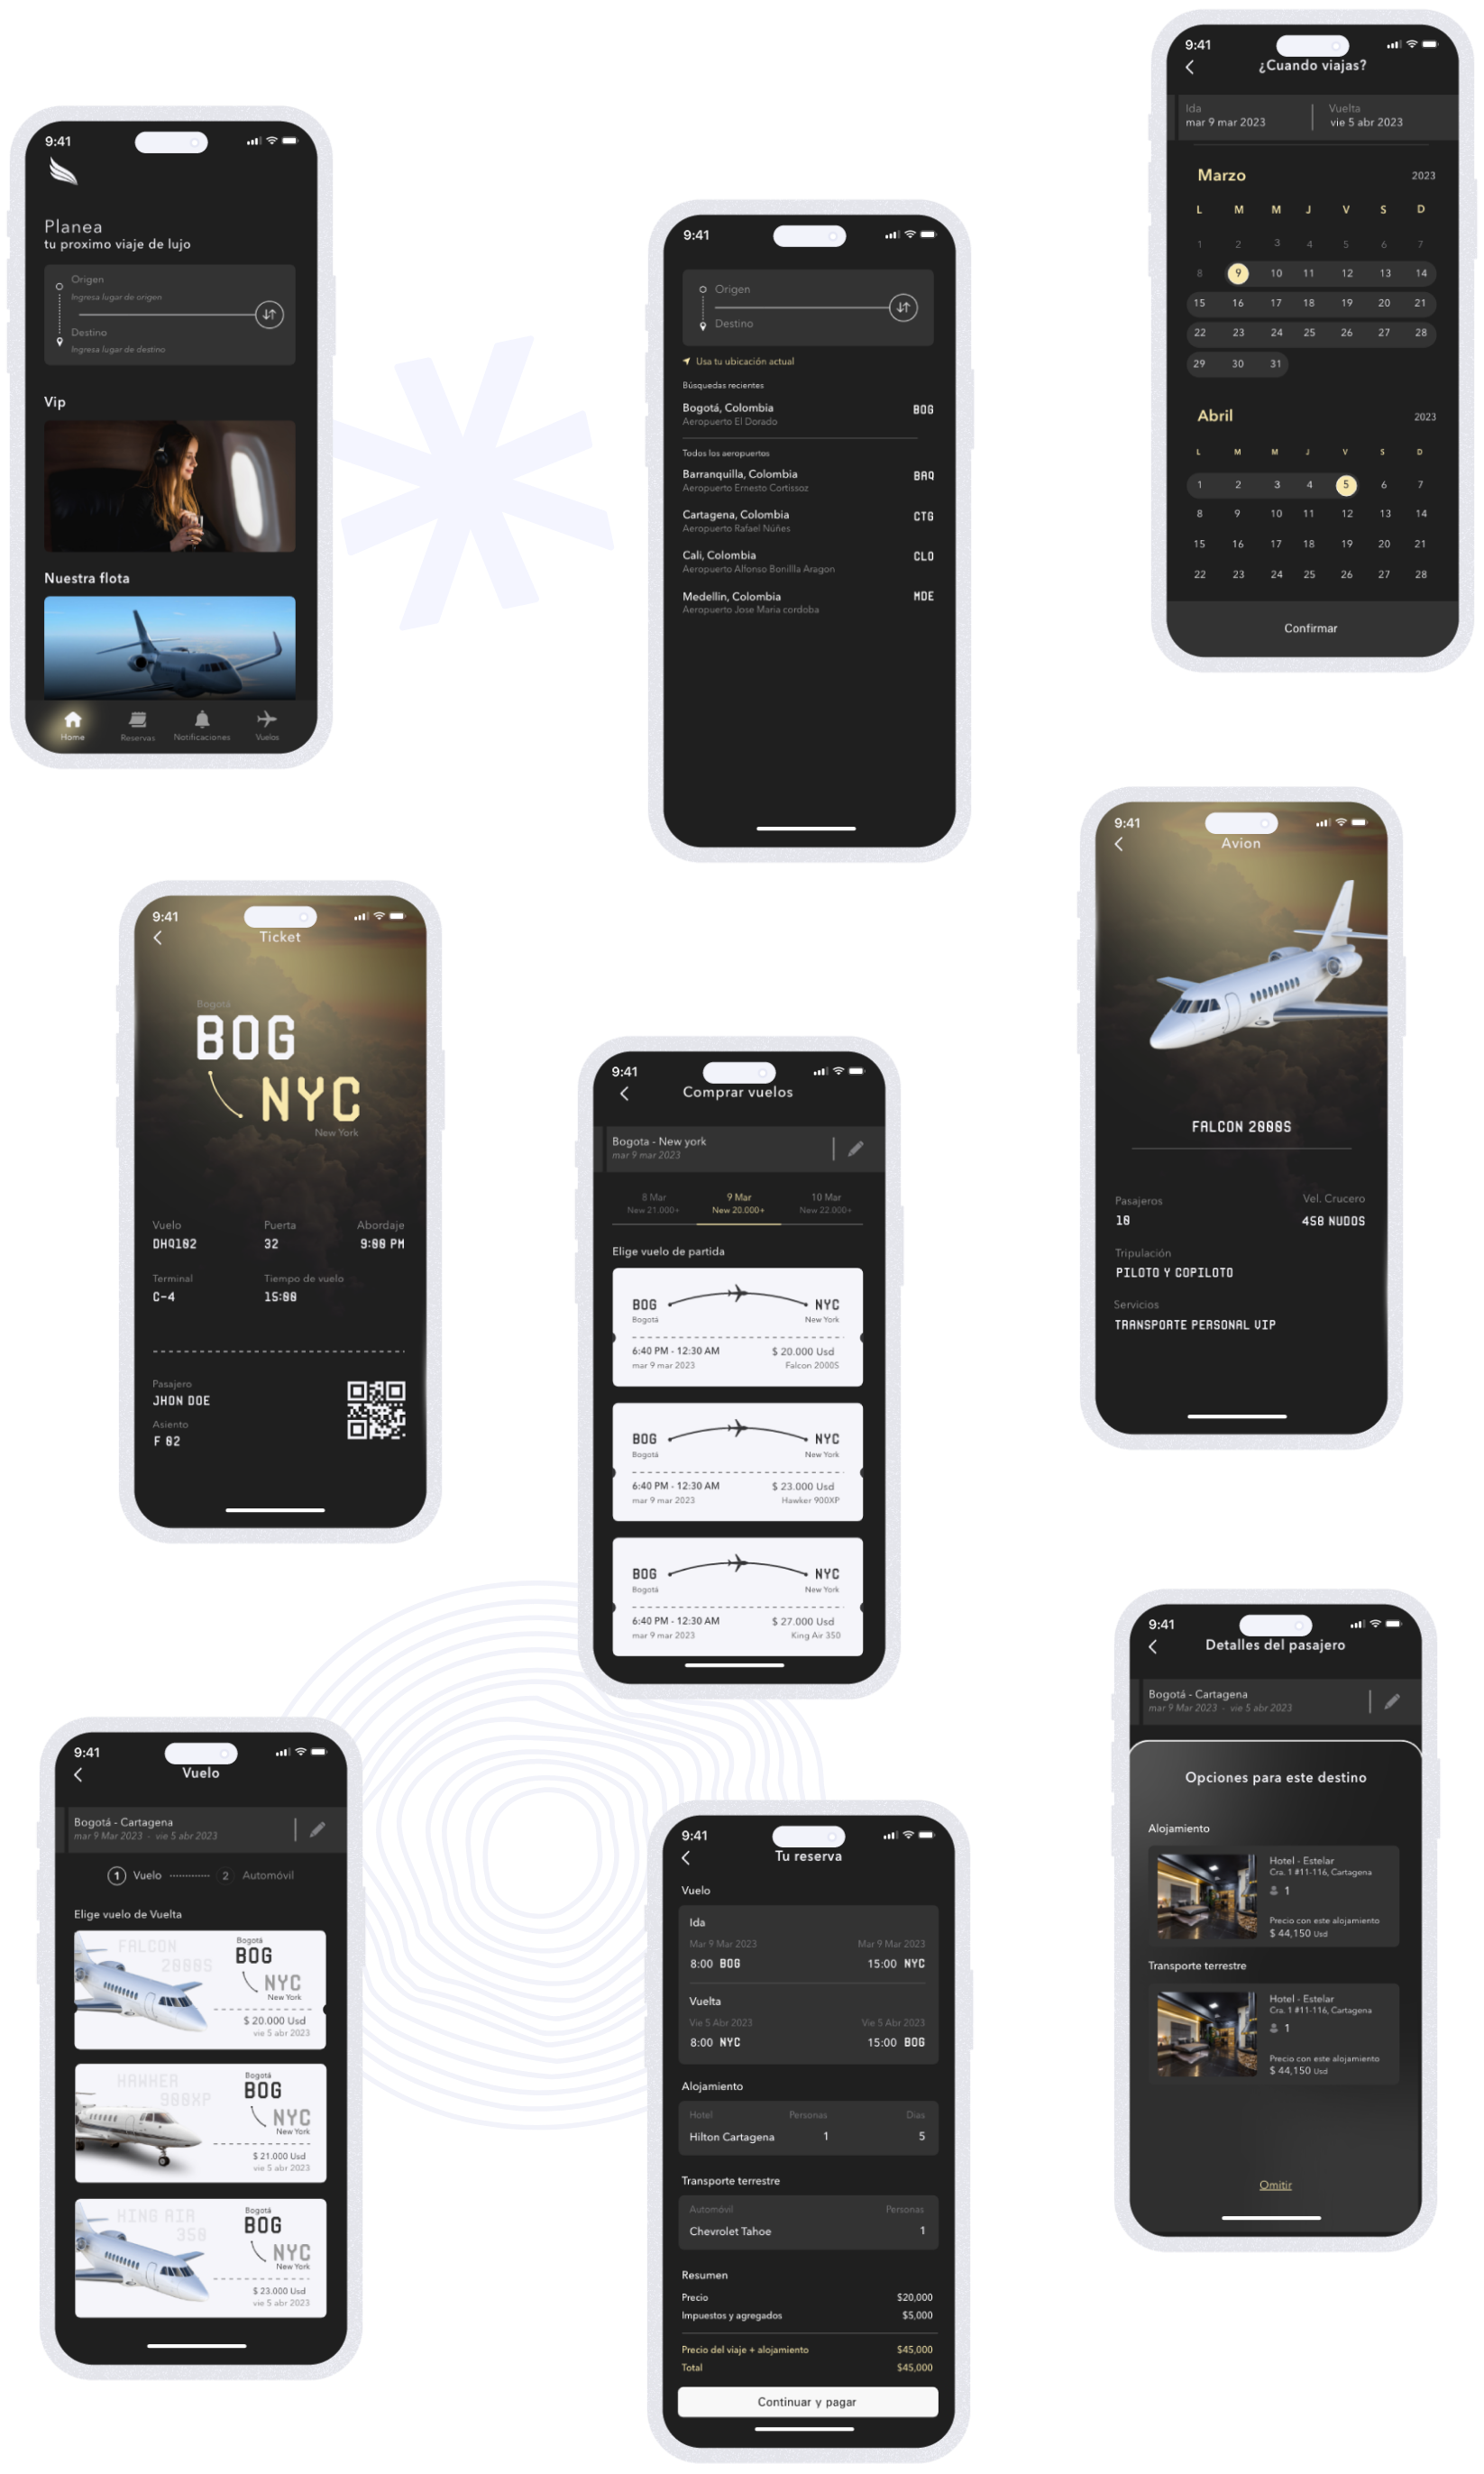 9:41
Planea
tu proximo viaje de lujo
Origen
Ingresa lugar de origen
Destino
Ingresa lugar de destino
Vip
Nuestra flota
Home Reservas Notificaciones Vuelos
9:41
Origen
Destino
Usa tu ubicación actual
Búsquedas recientes
Bogotá, Colombia BOG
Aeropuerto El Dorado
Todos los aeropuertos
Barranquilla, Colombia BAQ
Aeropuerto Ernesto Cortissoz
Cartagena, Colombia CTG
Aeropuerto Rafael Núñes
Cali, Colombia CLO
Aeropuerto Alfonso Bonillla Aragon
Medellin, Colombia MDE
Aeropuerto Jose Maria cordoba
9:41
¿Cuando viajas?
Ida Vuelta
mar 9 mar 2023 vie 5 abr 2023
Marzo 2023
L M M J V S D
1 2 3 4 5 6 7
8 9 10 11 12 13 14
15 16 17 18 19 20 21
22 23 24 25 26 27 28
29 30 31
Abril 2023
L M M J V S D
1 2 3 4 5 6 7
8 9 10 11 12 13 14
15 16 17 18 19 20 21
22 23 24 25 26 27 28
Confirmar
9:41
Ticket
Bogotá
BOG
NYC
New York
Vuelo Puerta Abordaje
DHQ102 32 9:00 PM
Terminal Tiempo de vuelo
C-4 15:00
Pasajero
JHON DOE
Asiento
F 02
9:41
Comprar vuelos
Bogota - New york
mar 9 mar 2023
8 Mar 9 Mar 10 Mar
New 21.000+ New 20.000+ New 22.000+
Elige vuelo de partida
BOG NYC
Bogotá New York
6:40 PM - 12:30 AM $ 20.000 Usd
mar 9 mar 2023 Falcon 2000S
BOG NYC
Bogotá New York
6:40 PM - 12:30 AM $ 23.000 Usd
mar 9 mar 2023 Hawker 900XP
BOG NYC
Bogotá New York
6:40 PM - 12:30 AM $ 27.000 Usd
mar 9 mar 2023 King Air 350
9:41
Avion
FALCON 2000S
Pasajeros Vel. Crucero
10 450 NUDOS
Tripulación
PILOTO Y COPILOTO
Servicios
TRANSPORTE PERSONAL VIP
9:41
Vuelo
Bogotá - Cartagena
mar 9 Mar 2023 - vie 5 abr 2023
1 Vuelo 2 Automóvil
Elige vuelo de Vuelta
FALCON
2000S
Bogotá
BOG
NYC
New York
$ 20.000 Usd
vie 5 abr 2023
HAWKER
900XP
Bogotá
BOG
NYC
New York
$ 21.000 Usd
vie 5 abr 2023
KING AIR
350
Bogotá
BOG
NYC
New York
$ 23.000 Usd
vie 5 abr 2023
9:41
Tu reserva
Vuelo
Ida
Mar 9 Mar 2023 Mar 9 Mar 2023
8:00 BOG 15:00 NYC
Vuelta
Vie 5 Abr 2023 Vie 5 Abr 2023
8:00 NYC 15:00 BOG
Alojamiento
Hotel Personas Dias
Hilton Cartagena 1 5
Transporte terrestre
Automóvil Personas
Chevrolet Tahoe 1
Resumen
Precio $20,000
Impuestos y agregados $5,000
Precio del viaje + alojamiento $45,000
Total $45,000
Continuar y pagar
9:41
Detalles del pasajero
Bogotá - Cartagena
mar 9 Mar 2023 - vie 5 abr 2023
Opciones para este destino
Alojamiento
Hotel - Estelar
Cra. 1 #11-116, Cartagena
1
Precio con este alojamiento
$ 44,150 Usd
Transporte terrestre
Hotel - Estelar
Cra. 1 #11-116, Cartagena
1
Precio con este alojamiento
$ 44,150 Usd
Omitir